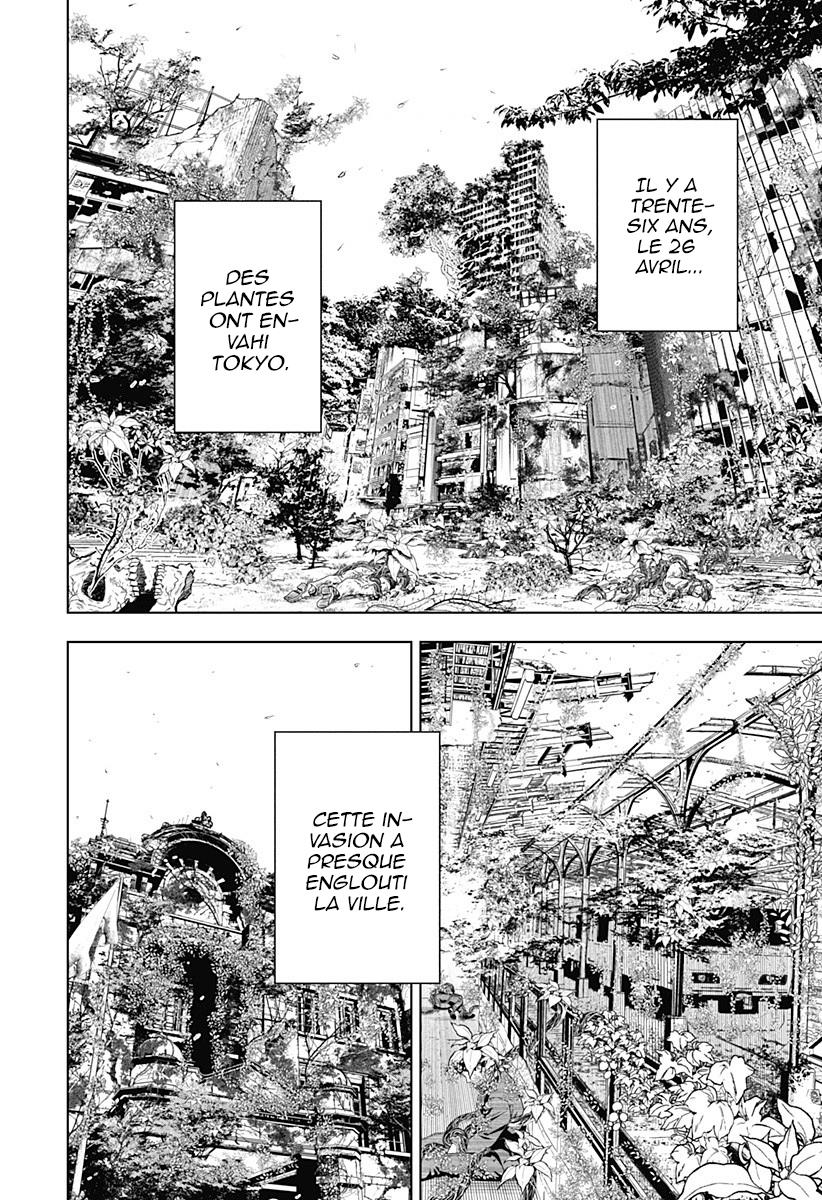 IL Y A
TRENTE-
SIX ANS,
LE 26
AVRIL...
DES
PLANTES
ONT EN-
VAHI
TOKYO.
CETTE IN-
VASION A
PRESQUE
ENGLOUTI
LA VILLE.